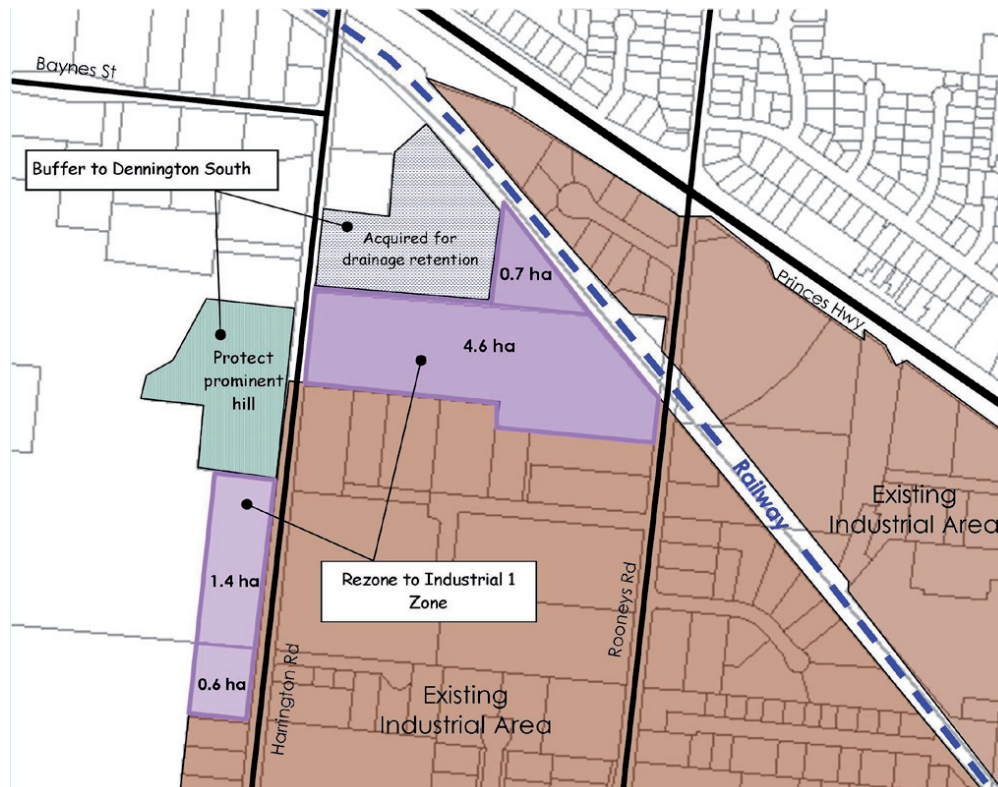 Baynes St
Buffer to Dennington South
Acquired for
drainage retention
0.7 ha
Princes Hwy
4.6 ha
Protect
prominent
hill
Railway
Existing
Industrial Area
1.4 ha
Rezone to Industrial 1
Zone
Rooneys Rd
0.6 ha
Harrington Rd
Existing
Industrial Area